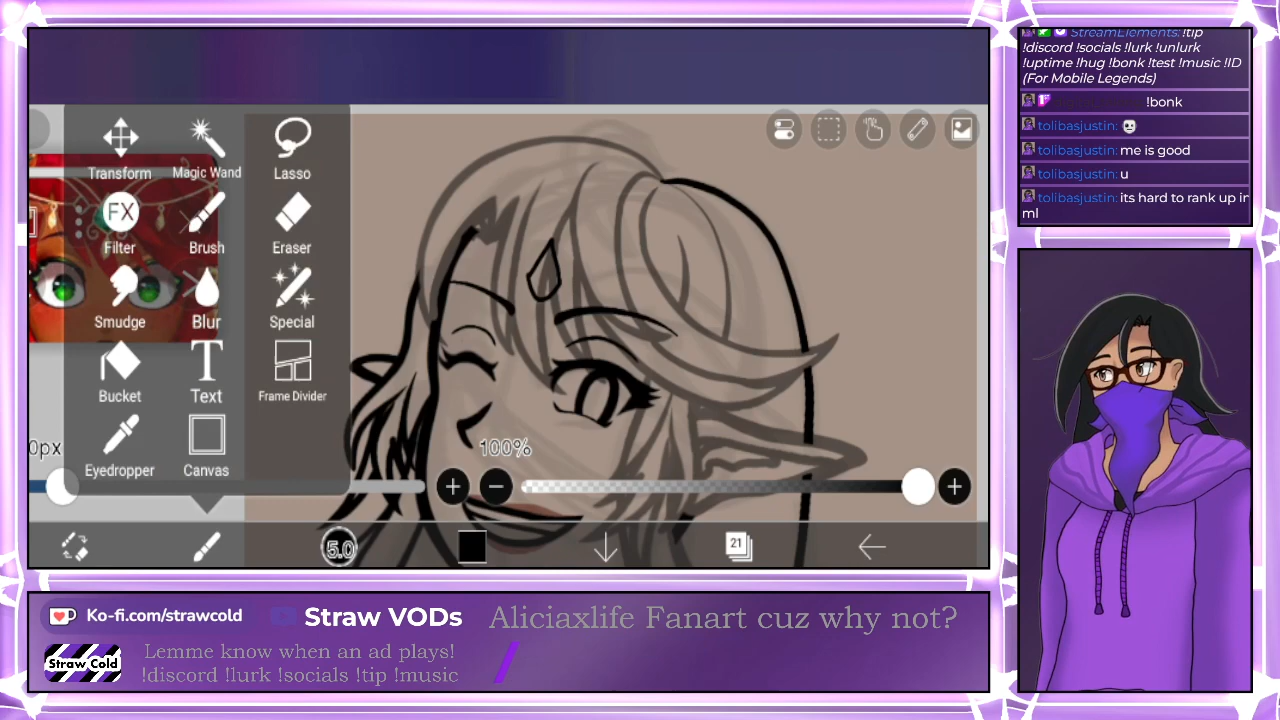 Transform
Magic Wand
Lasso
FX
Filter
Brush
Eraser
Smudge
Blur
Special
T
Bucket
Text
Frame Divider
Eyedropper
Canvas
0px
100%
5.0
21
StreamElements: !tip
!discord !socials !lurk !unlurk
!uptime !hug !bonk !test !music !ID
(For Mobile Legends)
!bonk
tolibasjustin:
tolibasjustin: me is good
tolibasjustin: u
tolibasjustin: its hard to rank up in
ml
Ko-fi.com/strawcold
Straw VODs
Aliciaxlife Fanart cuz why not?
Straw Cold
Lemme know when an ad plays!
!discord !lurk !socials !tip !music